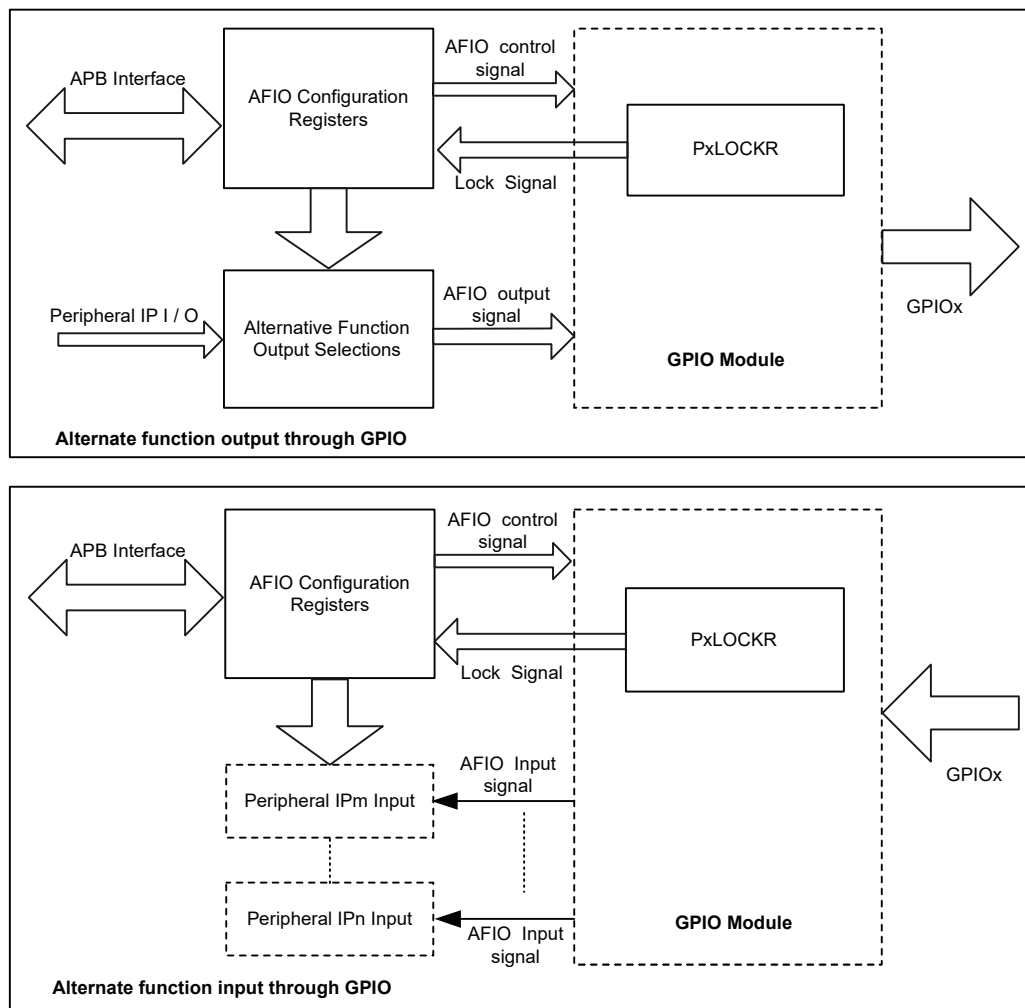 APB Interface
AFIO Configuration
Registers
AFIO control
signal
Lock Signal
PxLOCKR
Peripheral IP I / O
Alternative Function
Output Selections
AFIO output
signal
GPIO Module
GPIOx
Alternate function output through GPIO
APB Interface
AFIO Configuration
Registers
AFIO control
signal
Lock Signal
PxLOCKR
Peripheral IPm Input
AFIO Input
signal
GPIOx
Peripheral IPn Input
AFIO Input
signal
GPIO Module
Alternate function input through GPIO